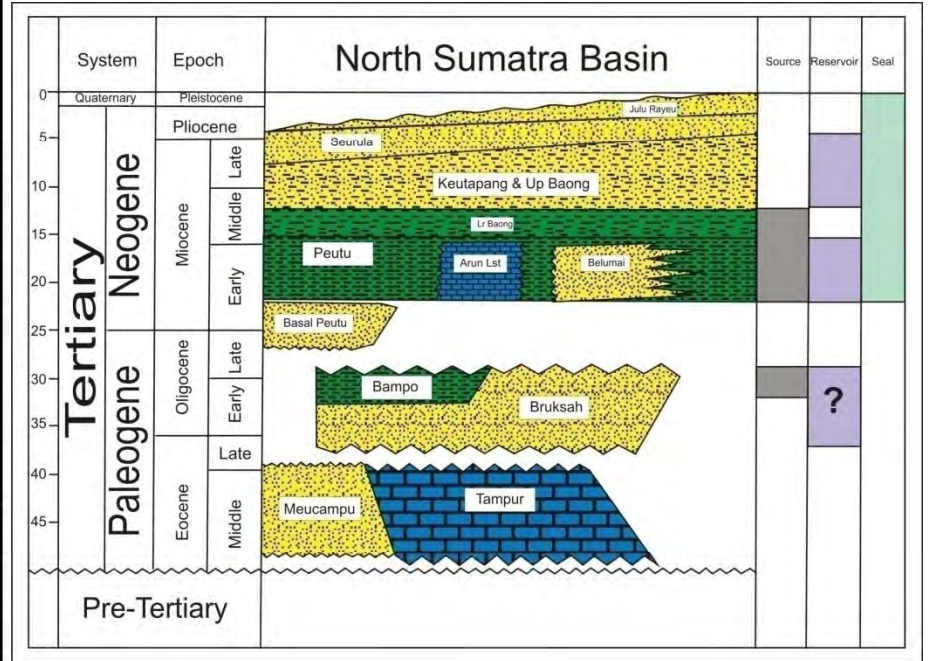 System
Epoch
North Sumatra Basin
Source
Reservoir
Seal
0
Quaternary
Pleistocene
Julu Rayeu
Pliocene
5
Seurula
Late
10
Keutapang & Up Baong
Middle
Lr Baong
15
Tertiary
Neogene
Miocene
Peutu
Arun Lst
Belumai
20
Early
Basal Peutu
25
Late
Oligocene
30
Bampo
?
Early
Bruksah
35
Paleogene
Late
40
Tampur
Meucampu
Eocene
Middle
45
Pre-Tertiary